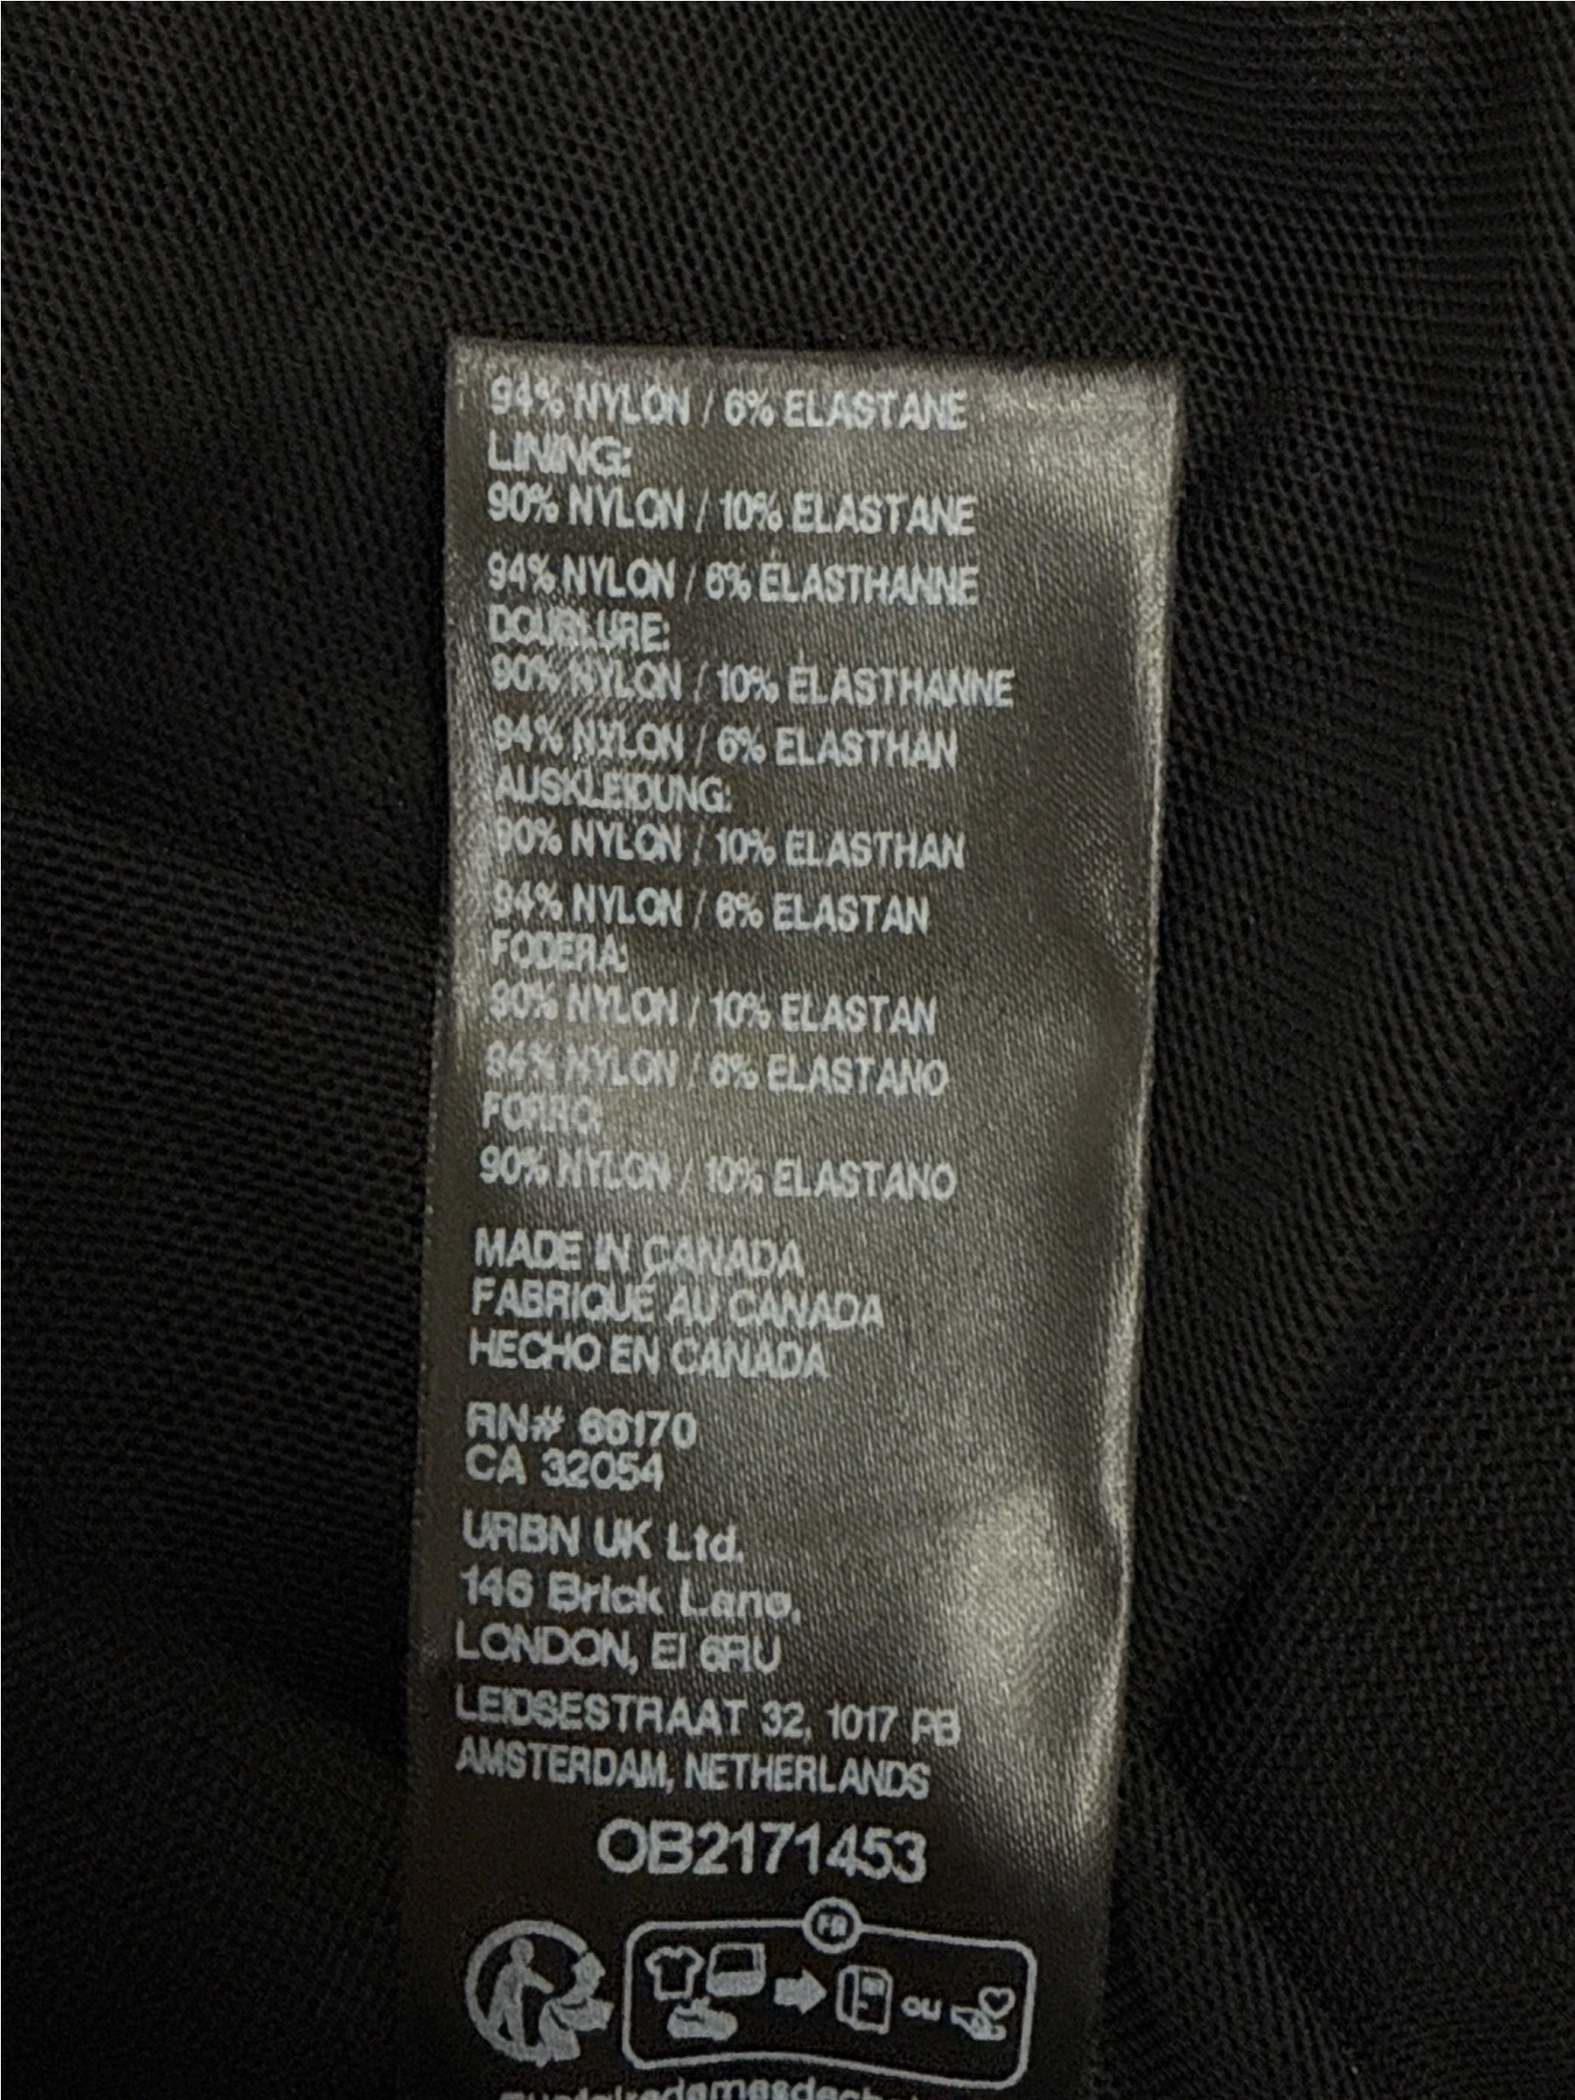 94% NYLON / 6% ELASTANE
LINING:
90% NYLON / 10% ELASTANE
94% NYLON / 6% ÉLASTHANNE
DOUBLURE:
90% NYLON / 10% ÉLASTHANNE
94% NYLON / 6% ELASTHAN
AUSKLEIDUNG:
90% NYLON / 10% ELASTHAN
94% NYLON / 6% ELASTAN
FODERA:
90% NYLON / 10% ELASTAN
94% NYLON / 6% ELASTANO
FORRO:
90% NYLON / 10% ELASTANO
MADE IN CANADA
FABRIQUÉ AU CANADA
HECHO EN CANADA
RN# 66170
CA 32054
URBN UK Ltd.
146 Brick Lane,
LONDON, E1 6RU
LEIDSESTRAAT 32, 1017 PB
AMSTERDAM, NETHERLANDS
OB2171453
FR
OU